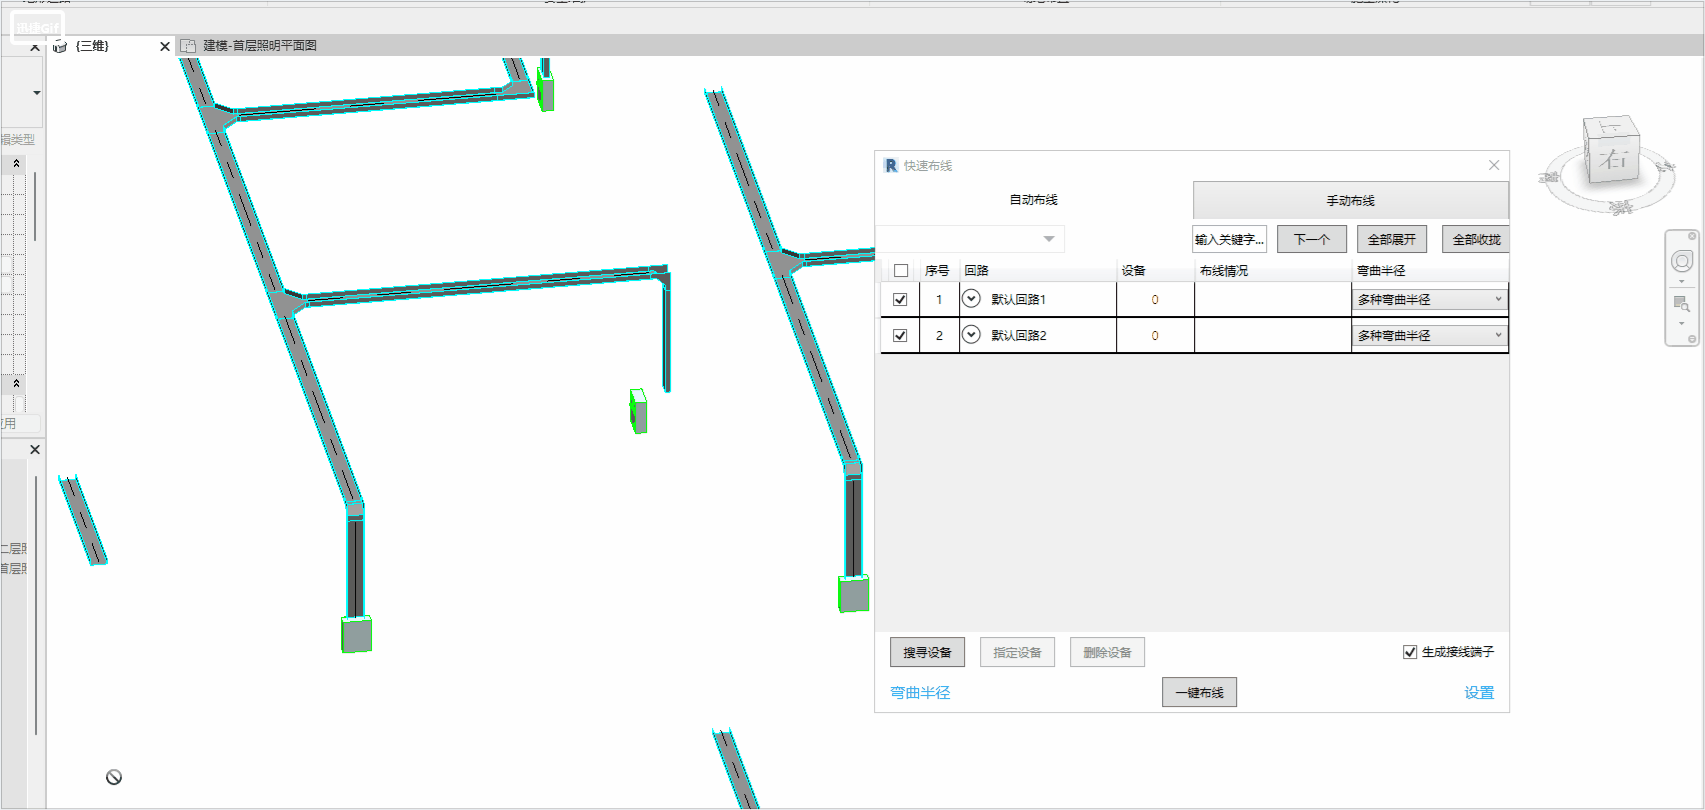 迅捷Gif
{三维}
建模-首层照明平面图
辑类型
应用
二层照
首层照
快速布线
自动布线
手动布线
输入关键字...
下一个
全部展开
全部收拢
序号
回路
设备
布线情况
弯曲半径
1
默认回路1
0
多种弯曲半径
2
默认回路2
0
多种弯曲半径
搜寻设备
指定设备
删除设备
生成接线端子
弯曲半径
一键布线
设置
右